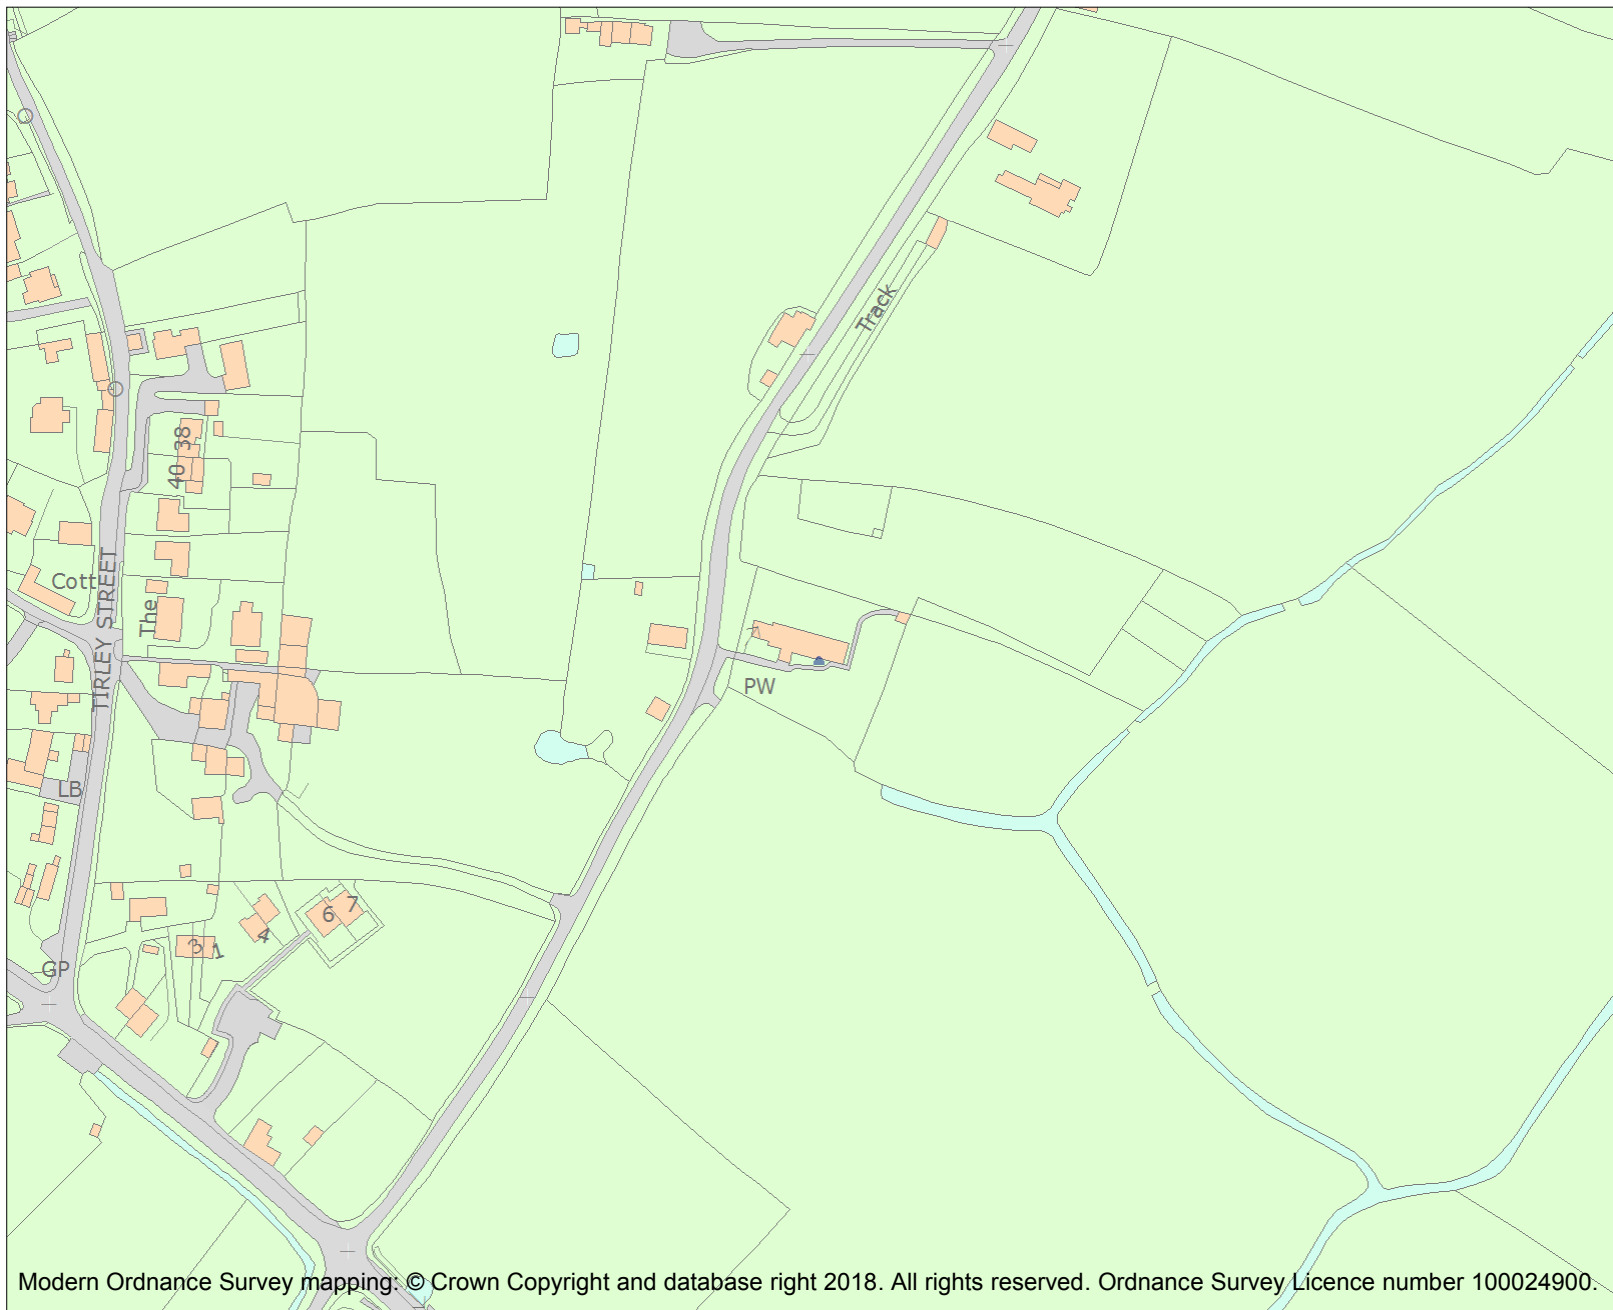 Track
38
40
Cott
The
TIRLEY STREET
7
PW
LB
7
6
4
3
1
GP
Modern Ordnance Survey mapping: © Crown Copyright and database right 2018. All rights reserved. Ordnance Survey Licence number 100024900.